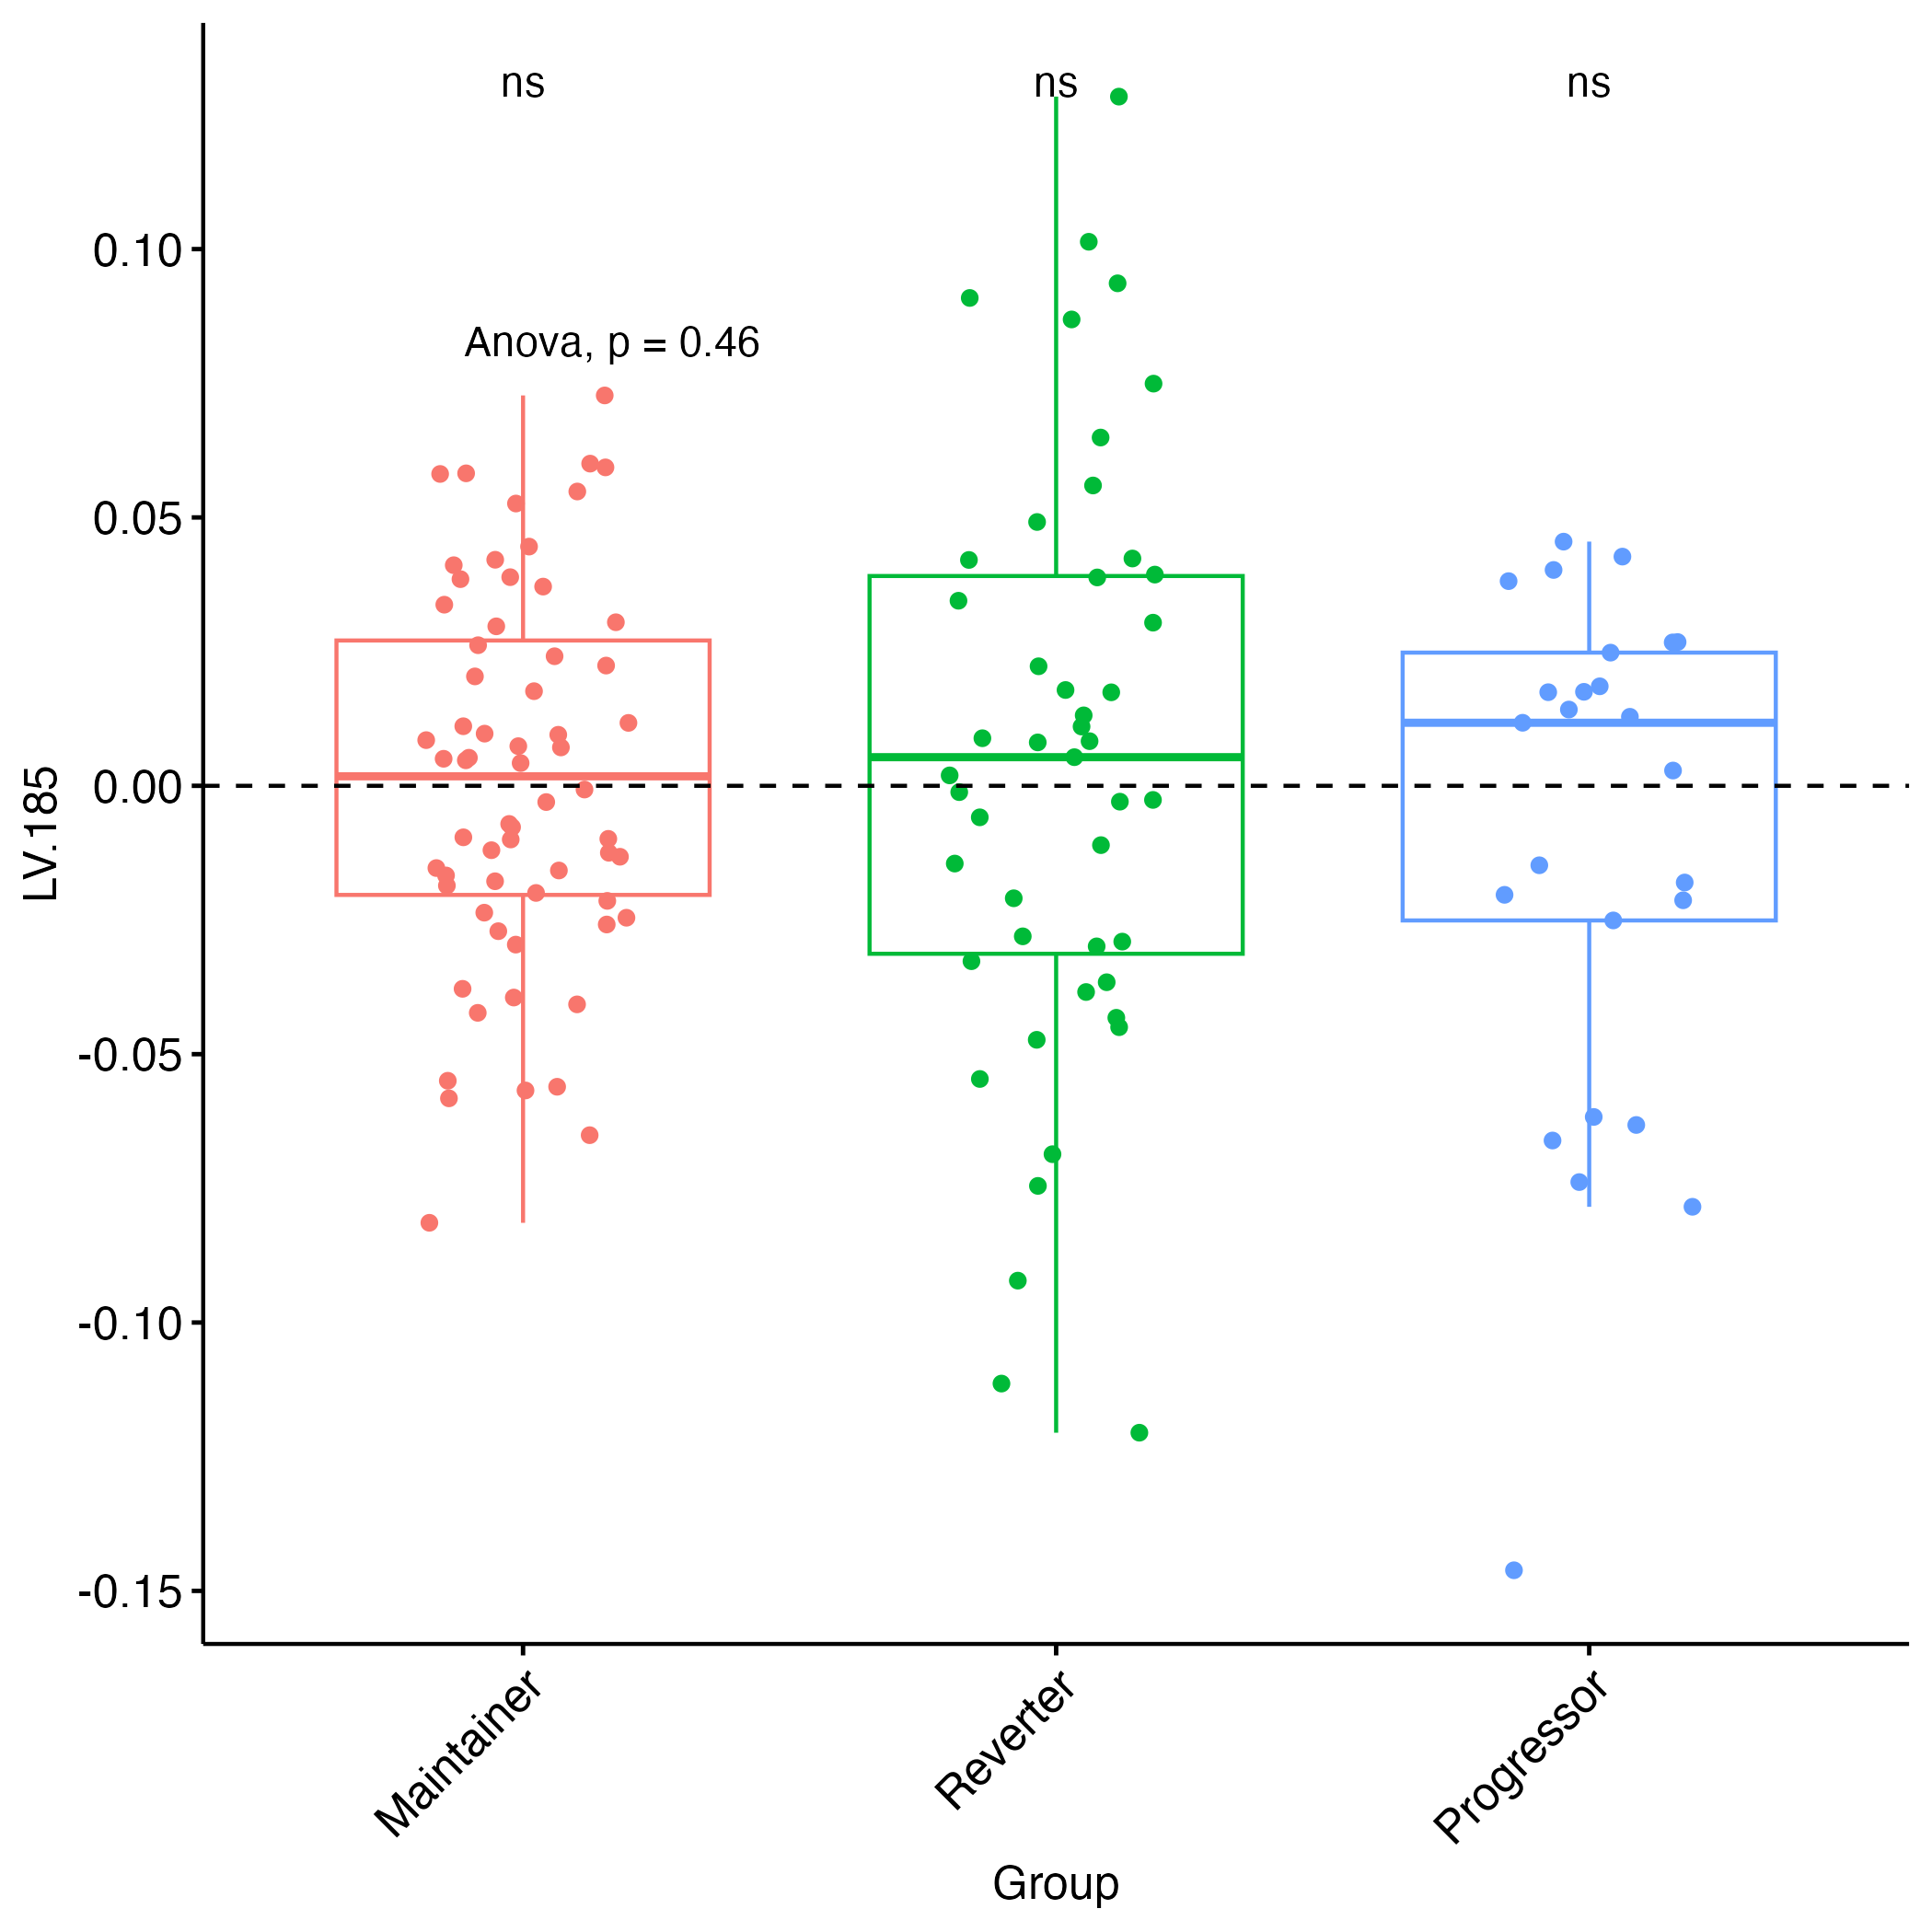 ns ns ns
Anova, p = 0.46
LV.185
0.10
0.05
0.00
-0.05
-0.10
-0.15
Maintainer
Reverter
Progressor
Group